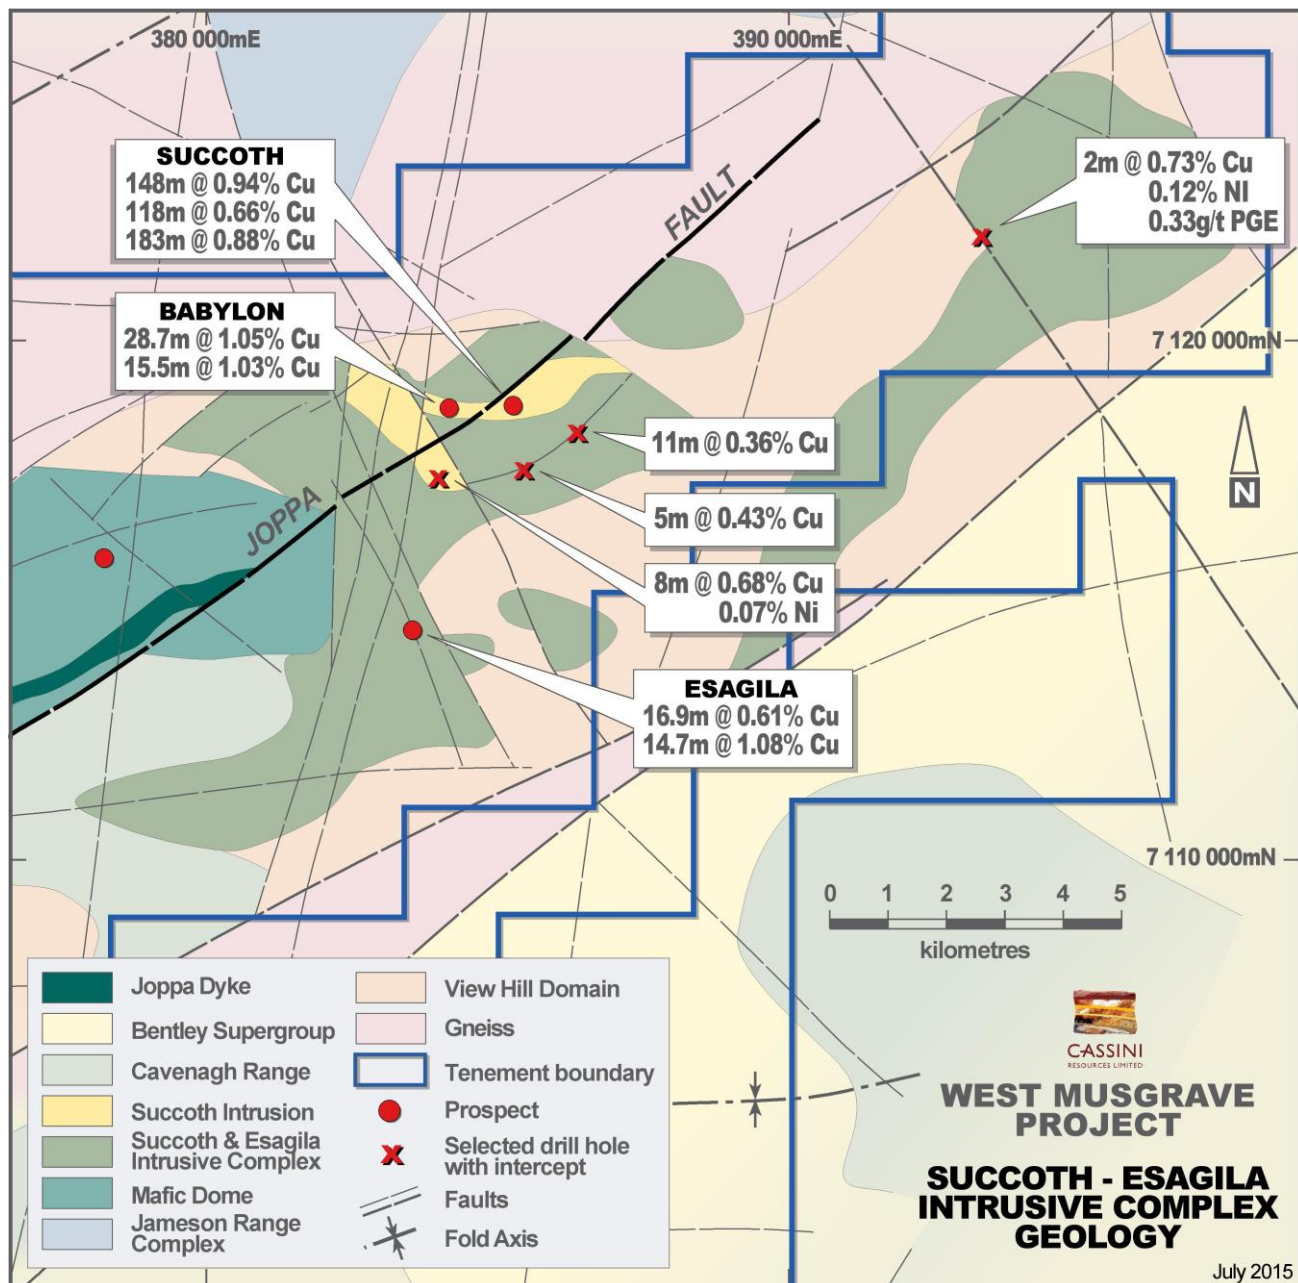 380 000mE
390 000mE
SUCCOTH
148m @ 0.94% Cu
118m @ 0.66% Cu
183m @ 0.88% Cu
2m @ 0.73% Cu
0.12% NI
0.33g/t PGE
FAULT
BABYLON
28.7m @ 1.05% Cu
15.5m @ 1.03% Cu
7 120 000mN
11m @ 0.36% Cu
N
JOPPA
5m @ 0.43% Cu
8m @ 0.68% Cu
0.07% Ni
ESAGILA
16.9m @ 0.61% Cu
14.7m @ 1.08% Cu
7 110 000mN
0 1 2 3 4 5
kilometres
Joppa Dyke
Bentley Supergroup
Cavenagh Range
Succoth Intrusion
Succoth & Esagila
Intrusive Complex
Mafic Dome
Jameson Range
Complex
View Hill Domain
Gneiss
Tenement boundary
Prospect
Selected drill hole
with intercept
Faults
Fold Axis
CASSINI
RESOURCES LIMITED
WEST MUSGRAVE
PROJECT
SUCCOTH - ESAGILA
INTRUSIVE COMPLEX
GEOLOGY
July 2015